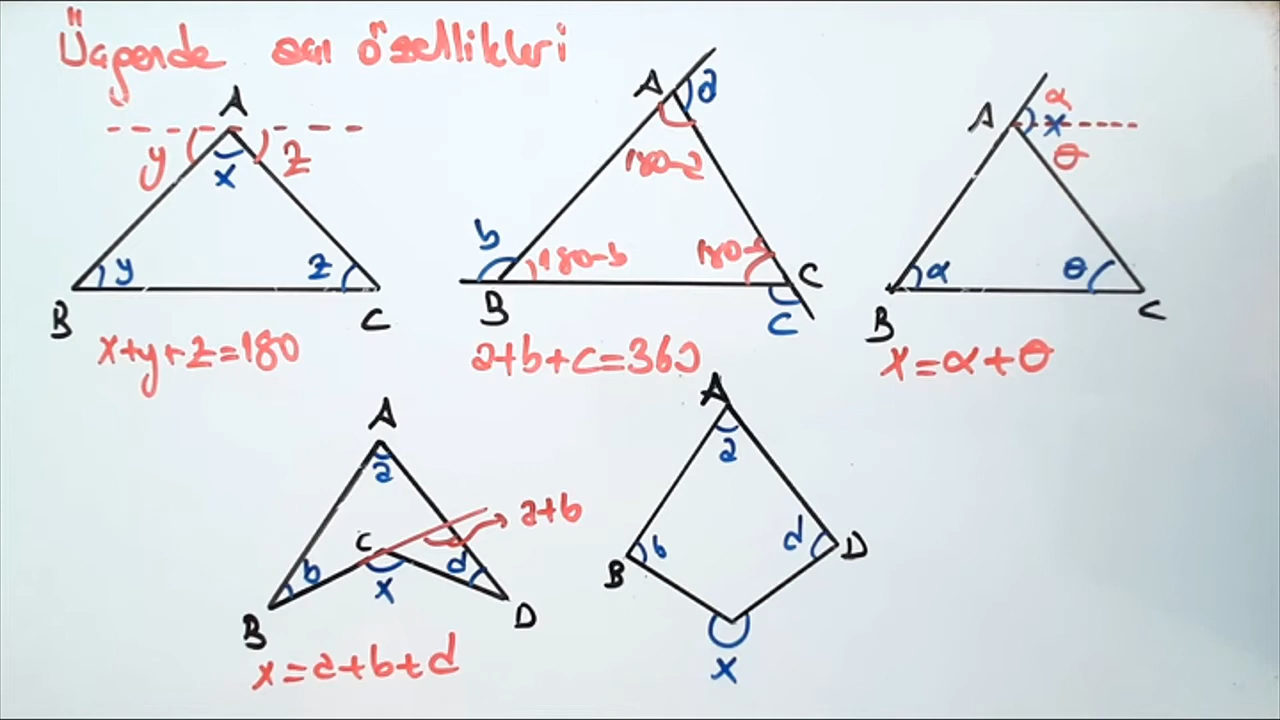 Üçgende açı özellikleri
A
y x z
y z
B C
x+y+z=180
A a
180-a
b 180-b 180-c
B C
c
a+b+c=360
A α
x
θ
α θ
B C
x=α+θ
A
a
a+b
C
b d
x
B D
x=a+b+d
A
a
b d
B D
x